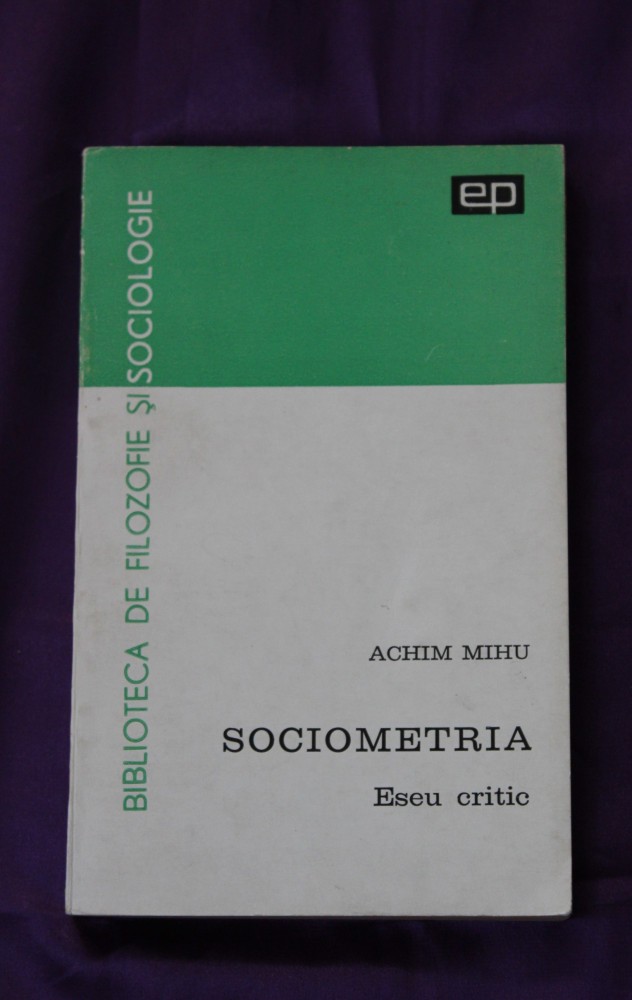 ep
BIBLIOTECA DE FILOZOFIE ŞI SOCIOLOGIE
ACHIM MIHU
SOCIOMETRIA
Eseu critic